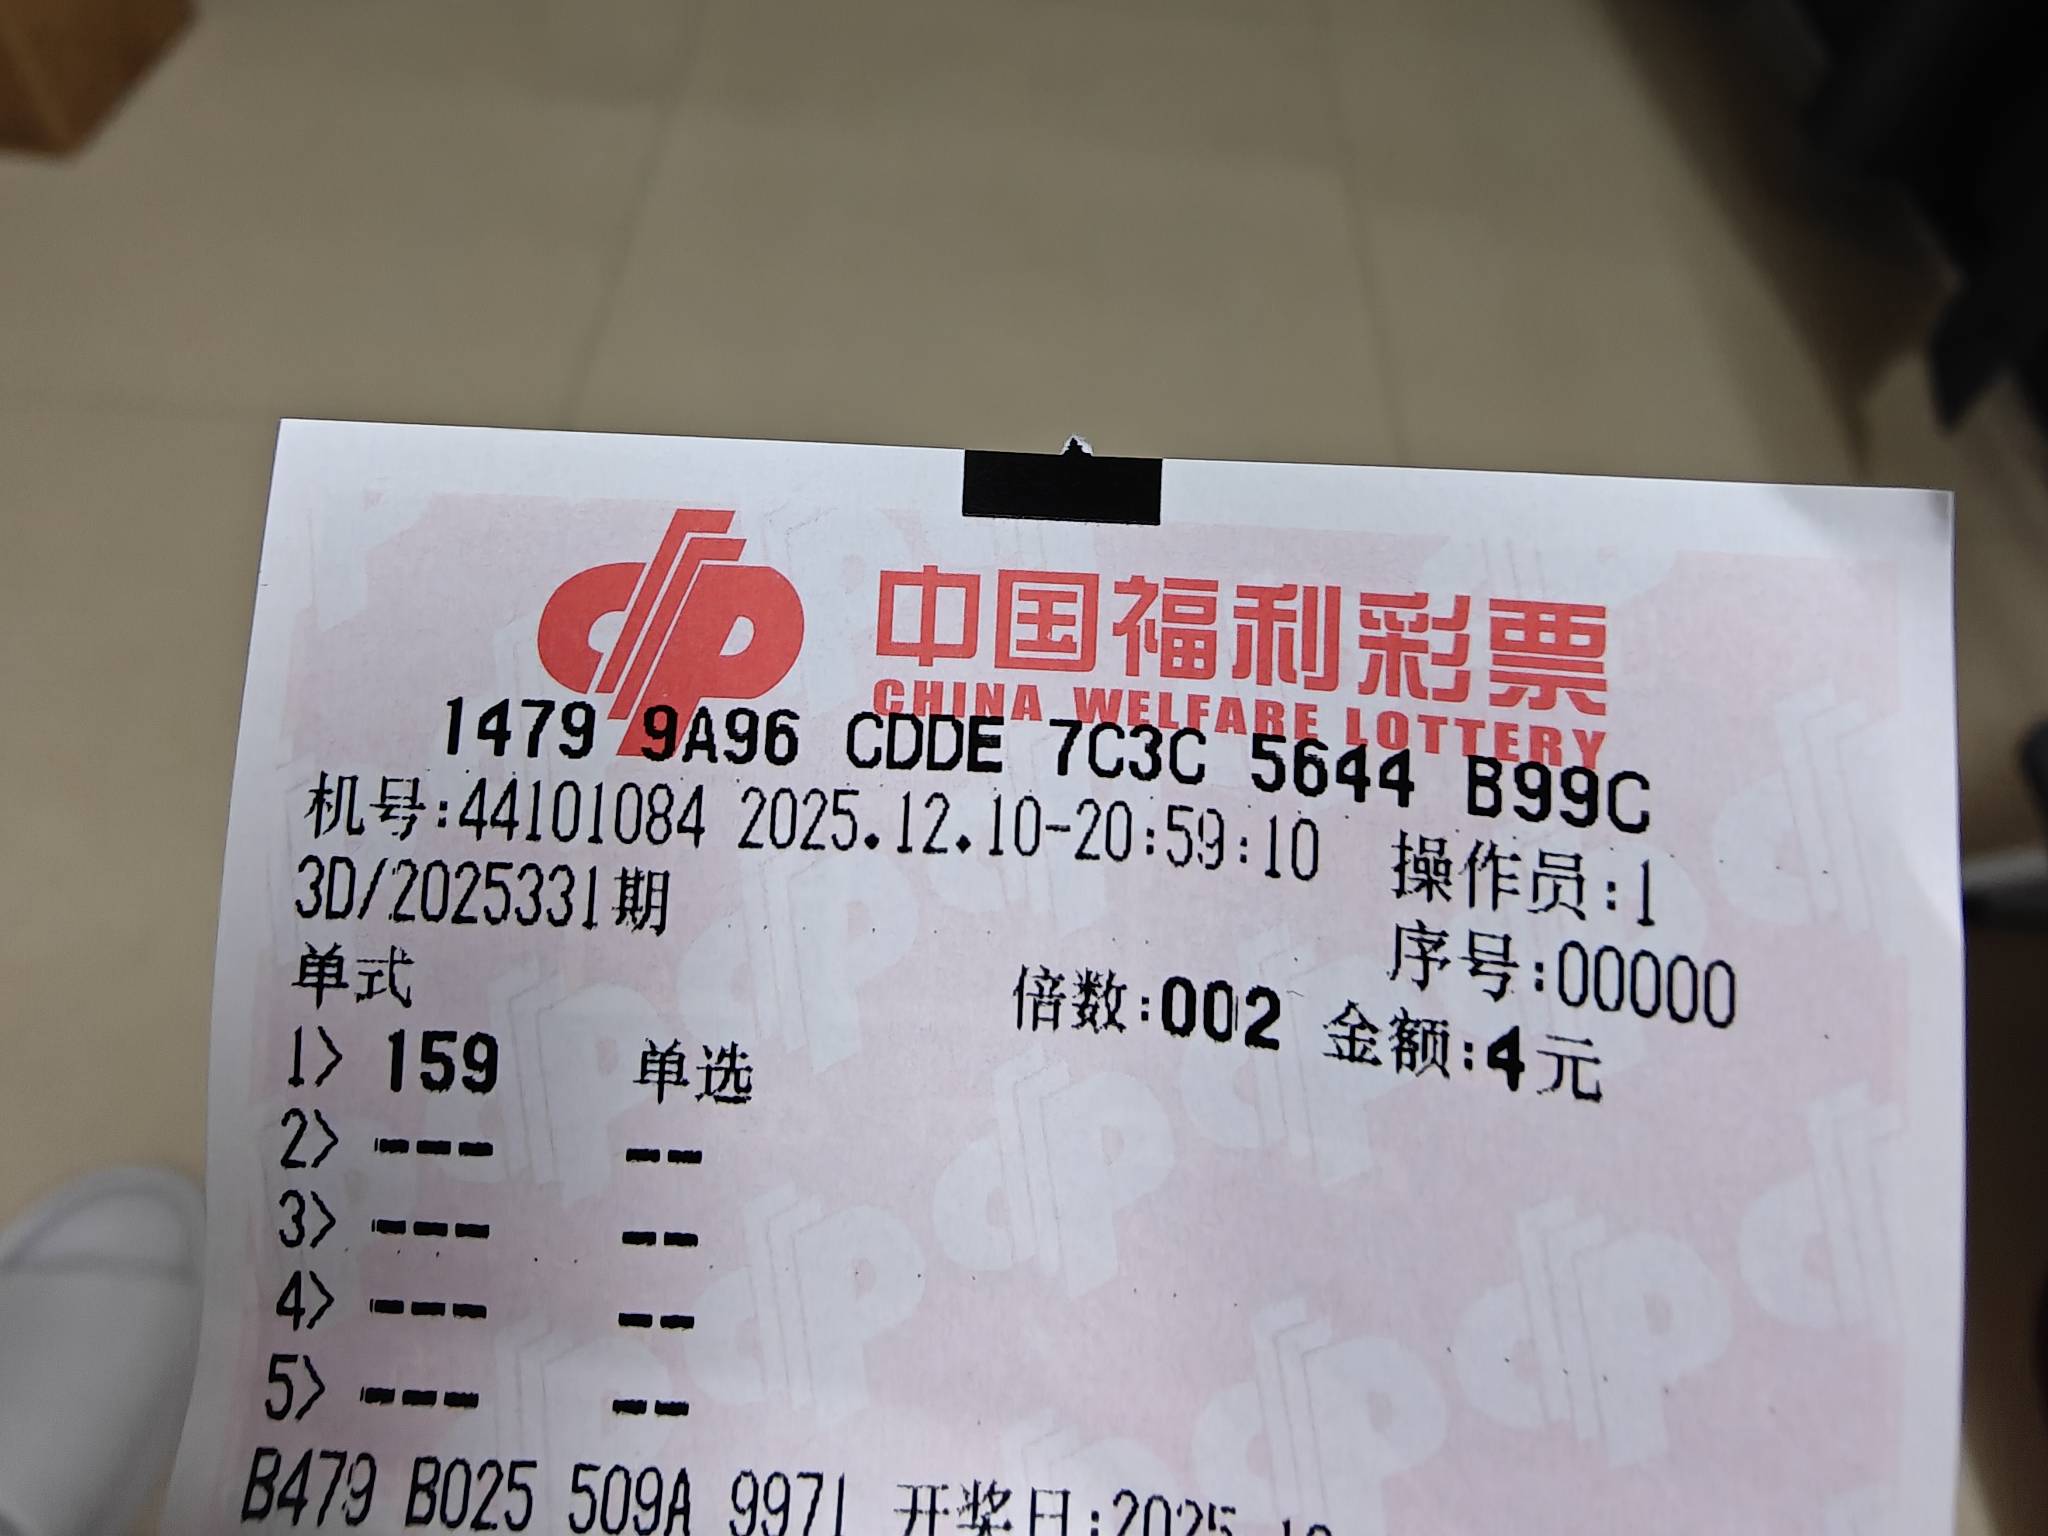 中国福利彩票
CHINA WELFARE LOTTERY
1479 9A96 CDDE 7C3C 5644 B99C
机号:44101084 2025.12.10-20:59:10 操作员:1
3D/2025331期 序号:00000
单式 倍数:002 金额:4元
1> 159 单选
2> --- --
3> --- --
4> --- --
5> --- --
B479 B025 509A 9971 开奖日:2025